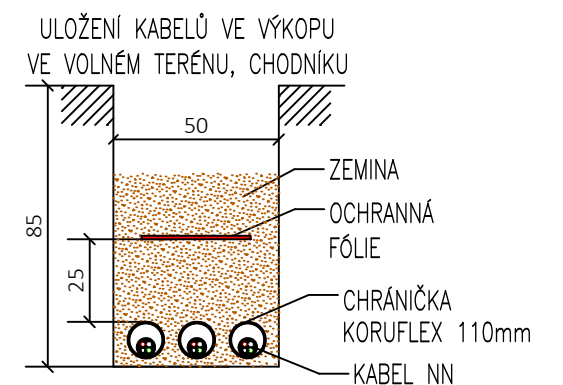 ULOŽENÍ KABELŮ VE VÝKOPU
VE VOLNÉM TERÉNU, CHODNÍKU
50
ZEMINA
OCHRANNÁ
FÓLIE
85
25
CHRÁNIČKA
KORUFLEX 110mm
KABEL NN